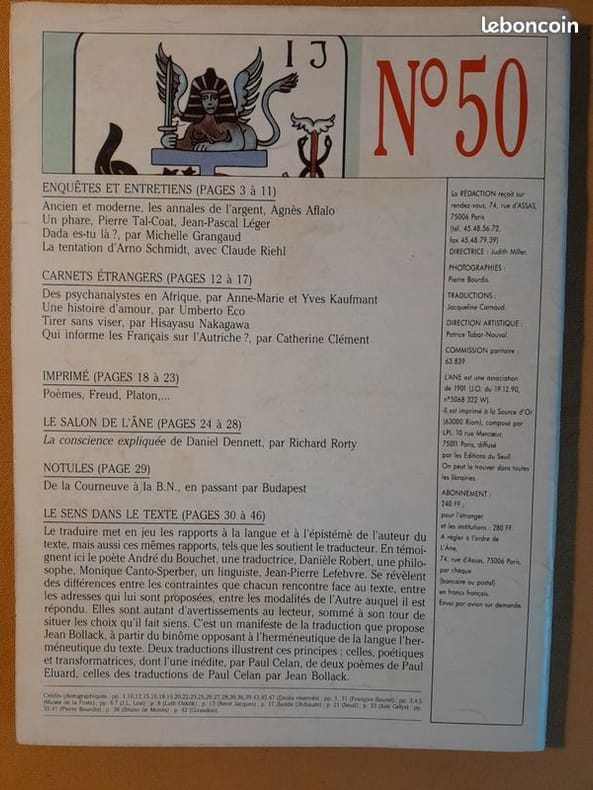 leboncoin
IJ
N° 50
ENQUÊTES ET ENTRETIENS (PAGES 3 à 11)
Ancien et moderne, les annales de l'argent, Agnès Aflalo
Un phare, Pierre Tal-Coat, Jean-Pascal Léger
Dada es-tu là ?, par Michelle Grangaud
La tentation d'Arno Schmidt, avec Claude Riehl
CARNETS ÉTRANGERS (PAGES 12 à 17)
Des psychanalystes en Afrique, par Anne-Marie et Yves Kaufmant
Une histoire d'amour, par Umberto Eco
Tirer sans viser, par Hisayasu Nakagawa
Qui informe les Français sur l'Autriche ?, par Catherine Clément
IMPRIMÉ (PAGES 18 à 23)
Poèmes, Freud, Platon,...
LE SALON DE L'ÂNE (PAGES 24 à 28)
La conscience expliquée de Daniel Dennett, par Richard Rorty
NOTULES (PAGE 29)
De la Courneuve à la B.N., en passant par Budapest
LE SENS DANS LE TEXTE (PAGES 30 à 46)
Le traduire met en jeu les rapports à la langue et à l'épistémè de l'auteur du
texte, mais aussi ces mêmes rapports, tels que les soutient le traducteur. En témoi-
gnent ici le poète André du Bouchet, une traductrice, Danièle Robert, une philo-
sophe, Monique Canto-Sperber, un linguiste, Jean-Pierre Lefebvre. Se révèlent
des différences entre les contraintes que chacun rencontre face au texte, entre
les adresses qui lui sont proposées, entre les modalités de l'Autre auquel il est
répondu. Elles sont autant d'avertissements au lecteur, sommé à son tour de
situer les choix qu'il fait siens. C'est un manifeste de la traduction que propose
Jean Bollack, à partir du binôme opposant à l'herméneutique de la langue l'her-
méneutique du texte. Deux traductions illustrent ces principes : celles, poétiques
et transformatrices, dont l'une inédite, par Paul Celan, de deux poèmes de Paul
Eluard, celles des traductions de Paul Celan par Jean Bollack.
La RÉDACTION reçoit sur
rendez-vous, 74, rue d'ASSAS,
75006 Paris
(tél. 45.48.56.72,
fax 45.48.79.39)
DIRECTRICE : Judith Miller.
PHOTOGRAPHIES :
Pierre Bourdis.
TRADUCTIONS :
Jacqueline Carnaud.
DIRECTION ARTISTIQUE :
Patrice Tabar-Nouval.
COMMISSION paritaire :
63.839.
L'ANE est une association
de 1901 (J.O. du 19.12.90,
n°5068 322 W).
il est imprimé à la Source d'Or
(63000 Riom), composé par
LPI, 10 rue Mercœur,
75011 Paris, diffusé
par les Editions du Seuil.
On peut le trouver dans toutes
les librairies.
ABONNEMENT :
240 FF ;
pour l'étranger
et les institutions : 280 FF.
A régler à l'ordre de
L'Âne,
74, rue d'Assas, 75006 Paris,
par chèque
(bancaire ou postal)
en francs français.
Envoi par avion sur demande.
Crédits photographiques : pp.
(Musée de la Poste) ; pp.